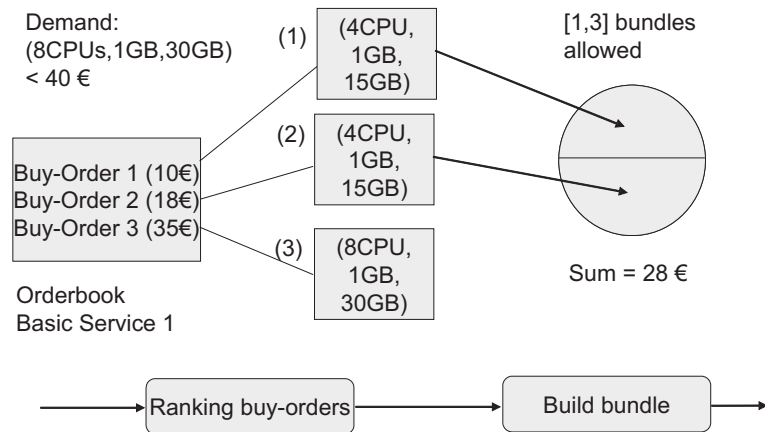 Demand:
(8CPUs,1GB,30GB)
< 40 €
(1)
(4CPU,
1GB,
15GB)
[1,3] bundles
allowed
(2)
(4CPU,
1GB,
15GB)
Buy-Order 1 (10€)
Buy-Order 2 (18€)
Buy-Order 3 (35€)
(3)
(8CPU,
1GB,
30GB)
Sum = 28 €
Orderbook
Basic Service 1
Ranking buy-orders
Build bundle